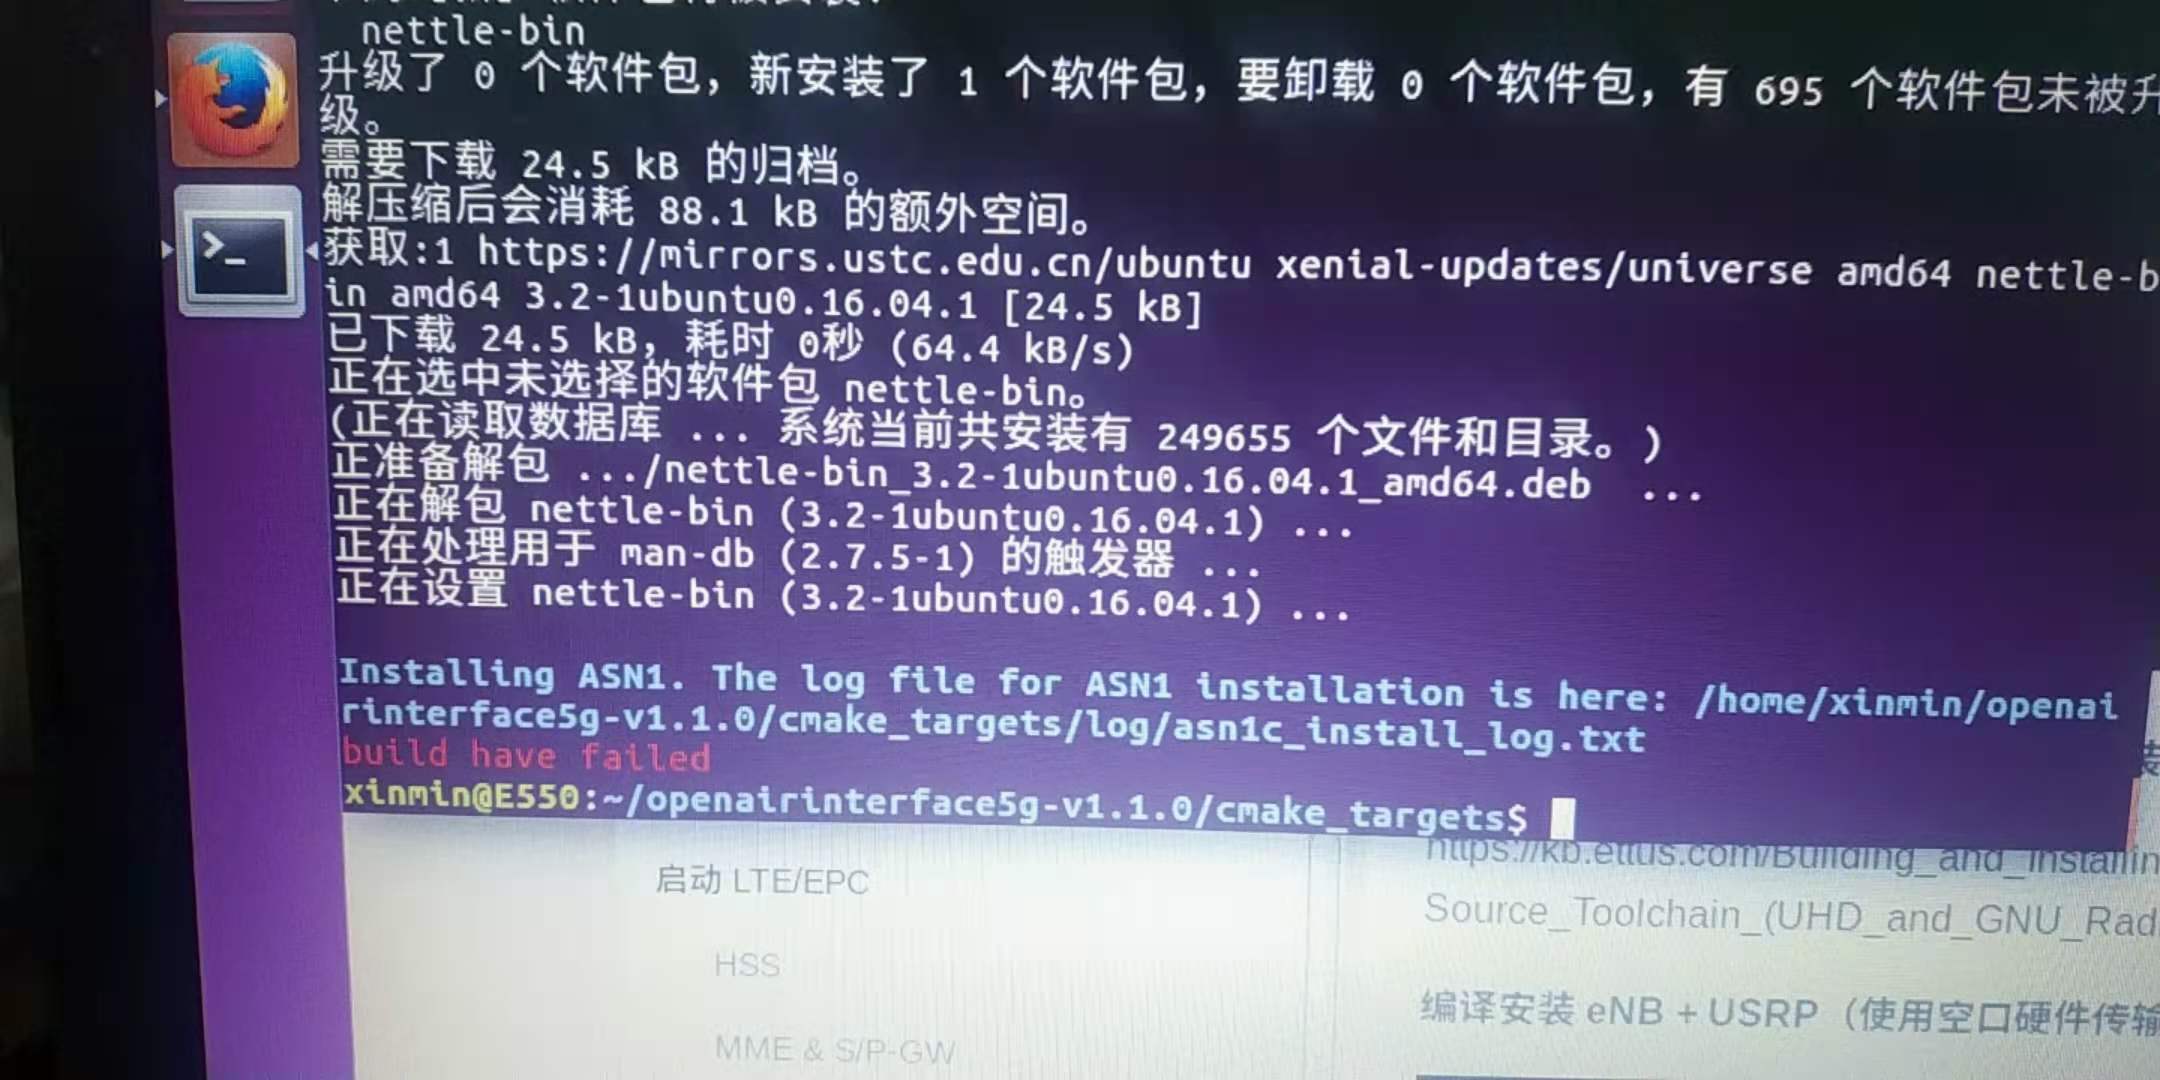 nettle-bin
升级了 0 个软件包，新安装了 1 个软件包，要卸载 0 个软件包，有 695 个软件包未被升
级。
需要下载 24.5 kB 的归档。
解压缩后会消耗 88.1 kB 的额外空间。
获取:1 https://mirrors.ustc.edu.cn/ubuntu xenial-updates/universe amd64 nettle-b
in amd64 3.2-1ubuntu0.16.04.1 [24.5 kB]
已下载 24.5 kB，耗时 0秒 (64.4 kB/s)
正在选中未选择的软件包 nettle-bin。
(正在读取数据库 ... 系统当前共安装有 249655 个文件和目录。)
正准备解包 .../nettle-bin_3.2-1ubuntu0.16.04.1_amd64.deb ...
正在解包 nettle-bin (3.2-1ubuntu0.16.04.1) ...
正在处理用于 man-db (2.7.5-1) 的触发器 ...
正在设置 nettle-bin (3.2-1ubuntu0.16.04.1) ...
Installing ASN1. The log file for ASN1 installation is here: /home/xinmin/openai
rinterface5g-v1.1.0/cmake_targets/log/asn1c_install_log.txt
build have failed
xinmin@E550:~/openairinterface5g-v1.1.0/cmake_targets$
启动 LTE/EPC
HSS
MME & S/P-GW
https://kb.ettus.com/Building_and_Installin
Source_Toolchain_(UHD_and_GNU_Rad
编译安装 eNB + USRP（使用空口硬件传输